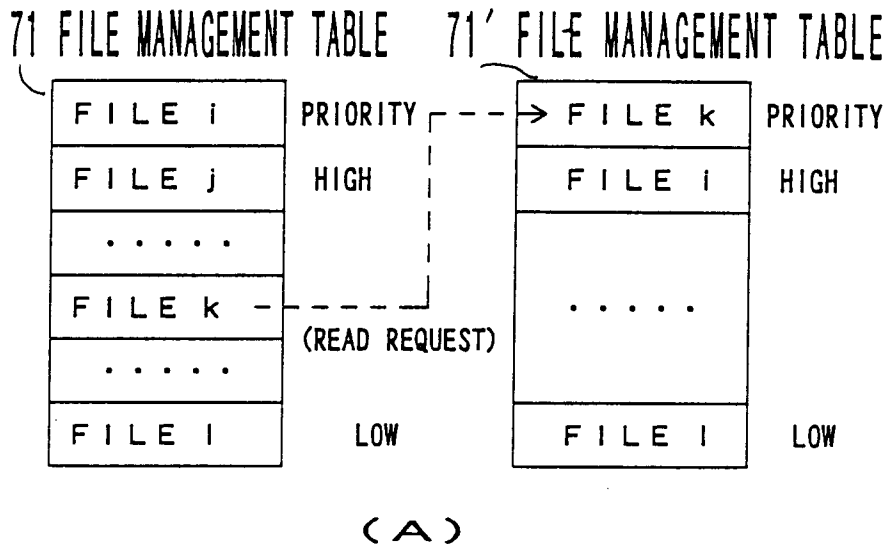 71 FILE MANAGEMENT TABLE 71' FILE MANAGEMENT TABLE
FILE i PRIORITY FILE k PRIORITY
FILE j HIGH FILE i HIGH
.....
FILE k .....
(READ REQUEST)
.....
FILE l LOW FILE l LOW
(A)